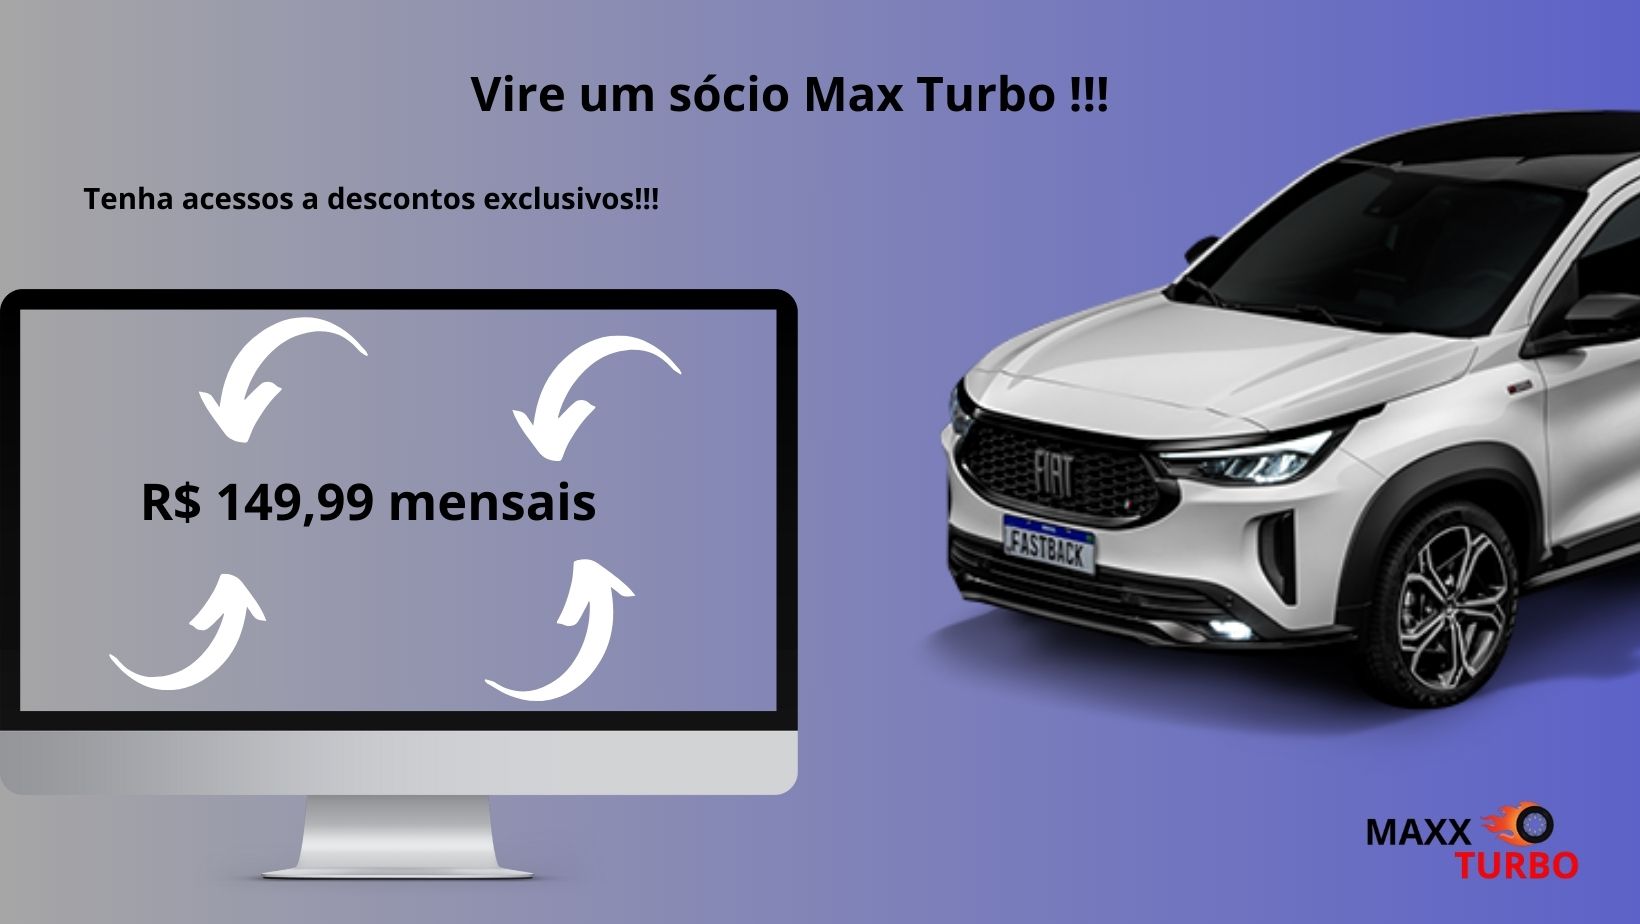 Vire um sócio Max Turbo !!!
Tenha acessos a descontos exclusivos!!!
R$ 149,99 mensais
FIAT
FASTBACK
MAXX
TURBO